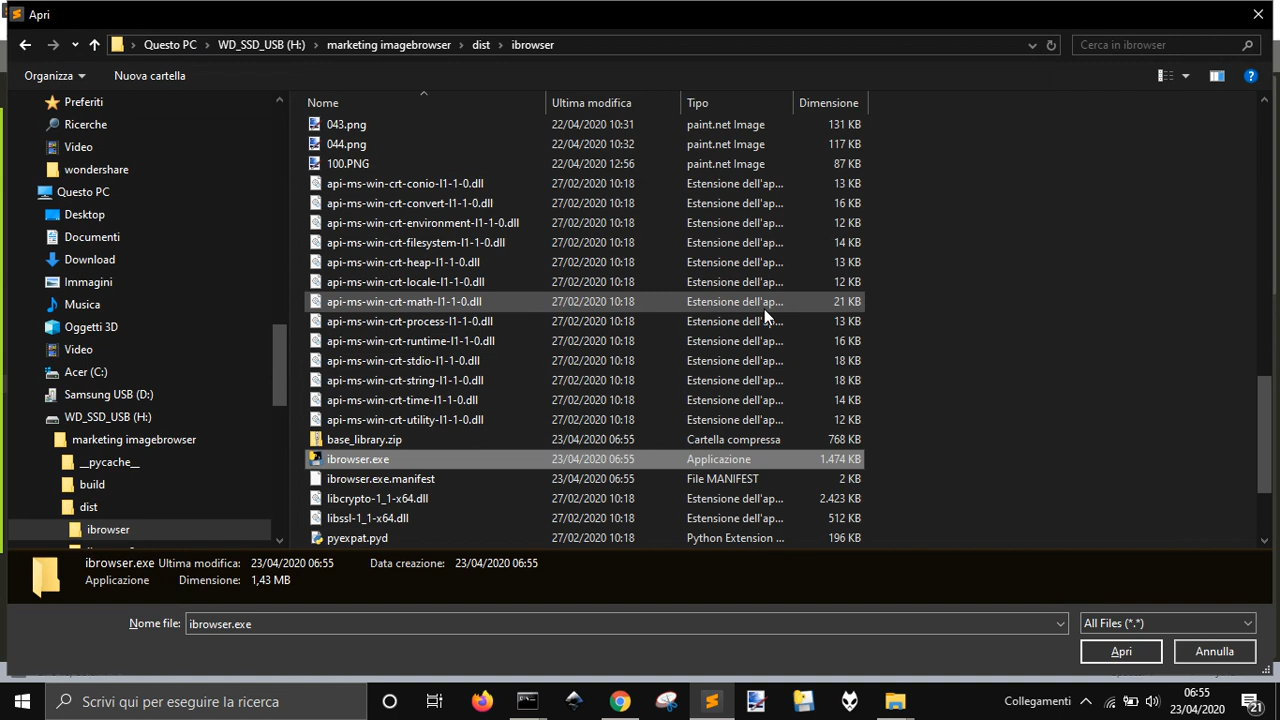 Apri
Questo PC > WD_SSD_USB (H:) > marketing imagebrowser > dist > ibrowser
Cerca in ibrowser
Organizza
Nuova cartella
Preferiti
Ricerche
Video
wondershare
Questo PC
Desktop
Documenti
Download
Immagini
Musica
Oggetti 3D
Video
Acer (C:)
Samsung USB (D:)
WD_SSD_USB (H:)
marketing imagebrowser
__pycache__
build
dist
ibrowser
Nome Ultima modifica Tipo Dimensione
043.png 22/04/2020 10:31 paint.net Image 131 KB
044.png 22/04/2020 10:32 paint.net Image 117 KB
100.PNG 22/04/2020 12:56 paint.net Image 87 KB
api-ms-win-crt-conio-l1-1-0.dll 27/02/2020 10:18 Estensione dell'ap... 13 KB
api-ms-win-crt-convert-l1-1-0.dll 27/02/2020 10:18 Estensione dell'ap... 16 KB
api-ms-win-crt-environment-l1-1-0.dll 27/02/2020 10:18 Estensione dell'ap... 12 KB
api-ms-win-crt-filesystem-l1-1-0.dll 27/02/2020 10:18 Estensione dell'ap... 14 KB
api-ms-win-crt-heap-l1-1-0.dll 27/02/2020 10:18 Estensione dell'ap... 13 KB
api-ms-win-crt-locale-l1-1-0.dll 27/02/2020 10:18 Estensione dell'ap... 12 KB
api-ms-win-crt-math-l1-1-0.dll 27/02/2020 10:18 Estensione dell'ap... 21 KB
api-ms-win-crt-process-l1-1-0.dll 27/02/2020 10:18 Estensione dell'ap... 13 KB
api-ms-win-crt-runtime-l1-1-0.dll 27/02/2020 10:18 Estensione dell'ap... 16 KB
api-ms-win-crt-stdio-l1-1-0.dll 27/02/2020 10:18 Estensione dell'ap... 18 KB
api-ms-win-crt-string-l1-1-0.dll 27/02/2020 10:18 Estensione dell'ap... 18 KB
api-ms-win-crt-time-l1-1-0.dll 27/02/2020 10:18 Estensione dell'ap... 14 KB
api-ms-win-crt-utility-l1-1-0.dll 27/02/2020 10:18 Estensione dell'ap... 12 KB
base_library.zip 23/04/2020 06:55 Cartella compressa 768 KB
ibrowser.exe 23/04/2020 06:55 Applicazione 1.474 KB
ibrowser.exe.manifest 23/04/2020 06:55 File MANIFEST 2 KB
libcrypto-1_1-x64.dll 27/02/2020 10:18 Estensione dell'ap... 2.423 KB
libssl-1_1-x64.dll 27/02/2020 10:18 Estensione dell'ap... 512 KB
pyexpat.pyd 27/02/2020 10:18 Python Extension ... 196 KB
ibrowser.exe Ultima modifica: 23/04/2020 06:55 Data creazione: 23/04/2020 06:55
Applicazione Dimensione: 1,43 MB
Nome file: ibrowser.exe
All Files (*.*)
Apri Annulla
Scrivi qui per eseguire la ricerca
Collegamenti
06:55
23/04/2020
21